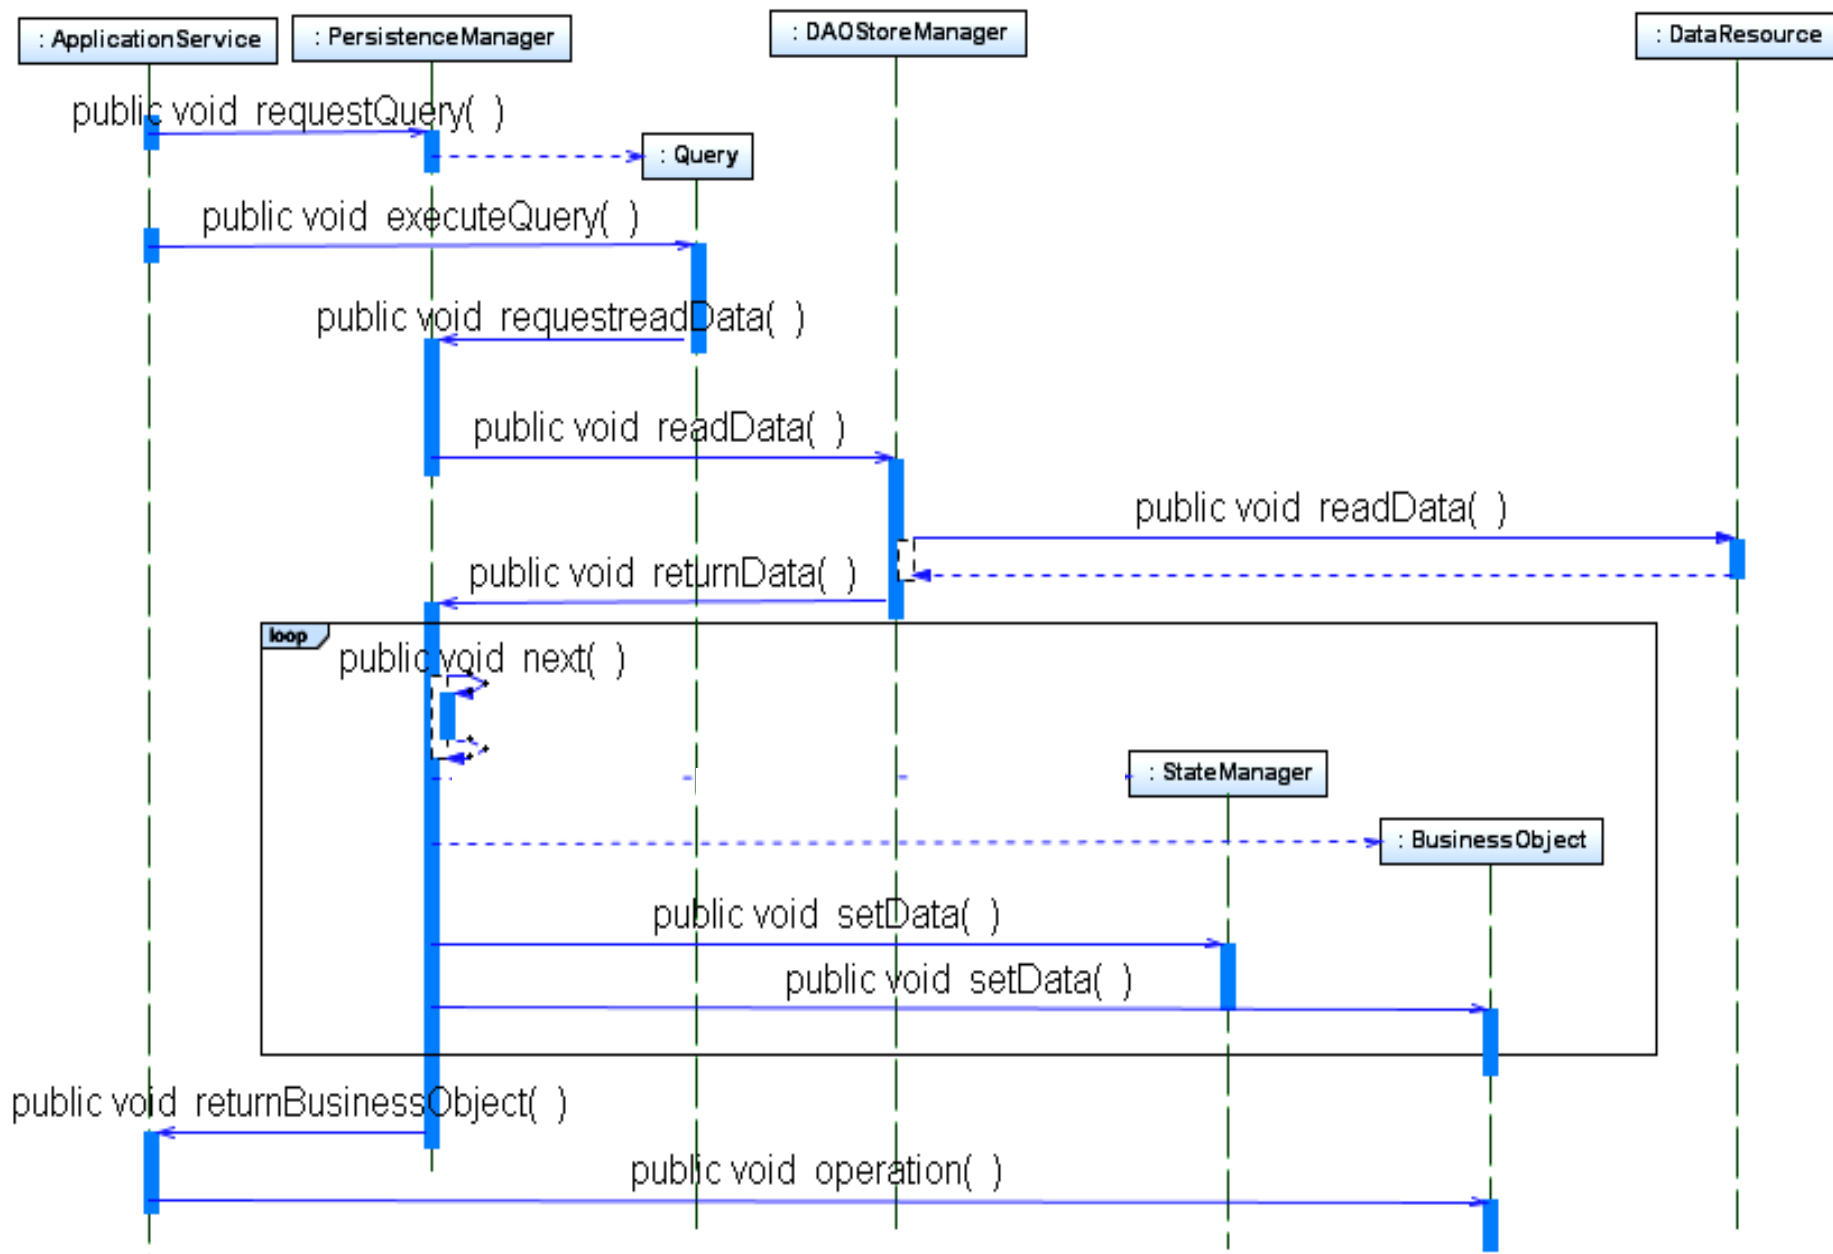 : ApplicationService
: PersistenceManager
: DAOStoreManager
: DataResource
public void requestQuery( )
: Query
public void executeQuery( )
public void requestreadData( )
public void readData( )
public void readData( )
public void returnData( )
loop
public void next( )
: StateManager
: BusinessObject
public void setData( )
public void setData( )
public void returnBusinessObject( )
public void operation( )